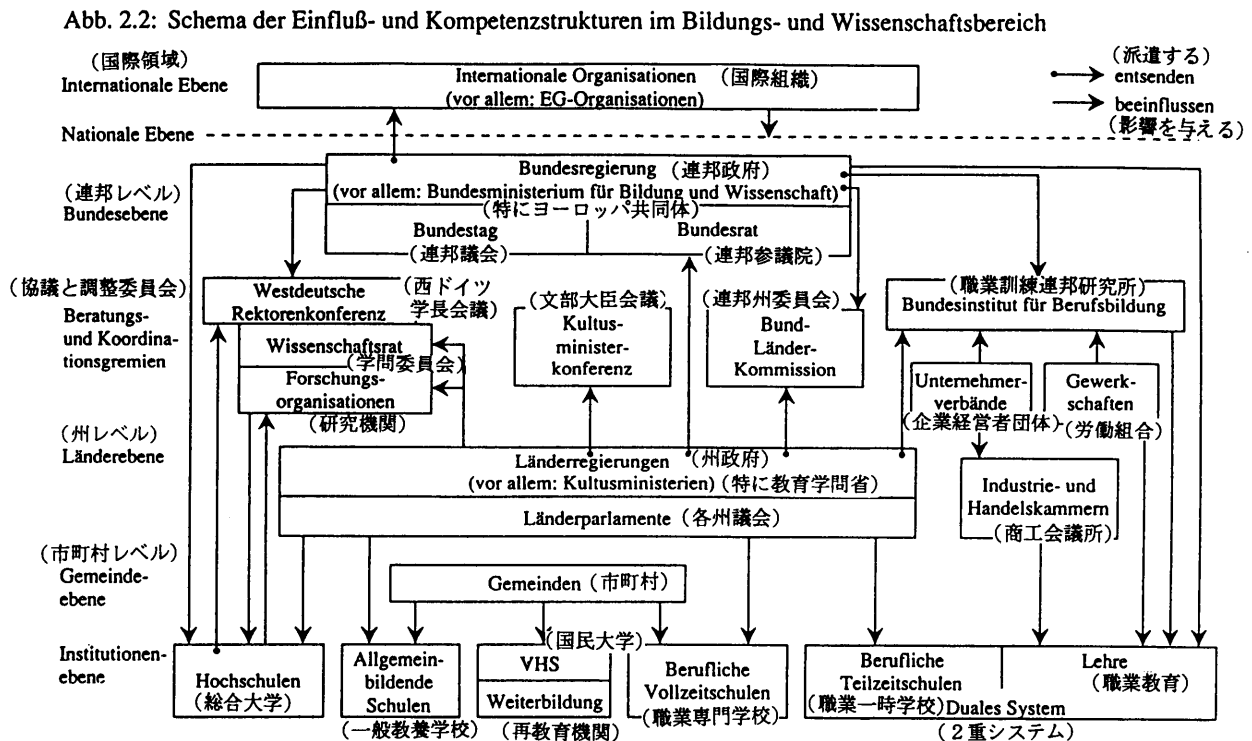 Abb. 2.2: Schema der Einfluß- und Kompetenzstrukturen im Bildungs- und Wissenschaftsbereich
（国際領域）
Internationale Ebene
Internationale Organisationen （国際組織）
(vor allem: EG-Organisationen)
（派遣する）
entsenden
beeinflussen
（影響を与える）
Nationale Ebene
（連邦レベル）
Bundesebene
Bundesregierung （連邦政府）
(vor allem: Bundesministerium für Bildung und Wissenschaft)
（特にヨーロッパ共同体）
Bundestag
（連邦議会）
Bundesrat
（連邦参議院）
（協議と調整委員会）
Beratungs-
und Koordina-
tionsgremien
Westdeutsche
Rektorenkonferenz
（西ドイツ
学長会議）
Wissenschaftsrat
（学問委員会）
Forschungs-
organisationen
（研究機関）
（文部大臣会議）
Kultus-
minister-
konferenz
（連邦州委員会）
Bund-
Länder-
Kommission
（職業訓練連邦研究所）
Bundesinstitut für Berufsbildung
Unternehmer-
verbände
（企業経営者団体）
Gewerk-
schaften
（労働組合）
（州レベル）
Länderebene
Länderregierungen （州政府）
(vor allem: Kultusministerien)（特に教育学問省）
Länderparlamente （各州議会）
Industrie- und
Handelskammern
（商工会議所）
（市町村レベル）
Gemeinde-
ebene
Gemeinden （市町村）
Institutionen-
ebene
Hochschulen
（総合大学）
Allgemein-
bildende
Schulen
（一般教養学校）
（国民大学）
VHS
Weiterbildung
（再教育機関）
Berufliche
Vollzeitschulen
（職業専門学校）
Berufliche
Teilzeitschulen
（職業一時学校）
Lehre
（職業教育）
Duales System
（２重システム）